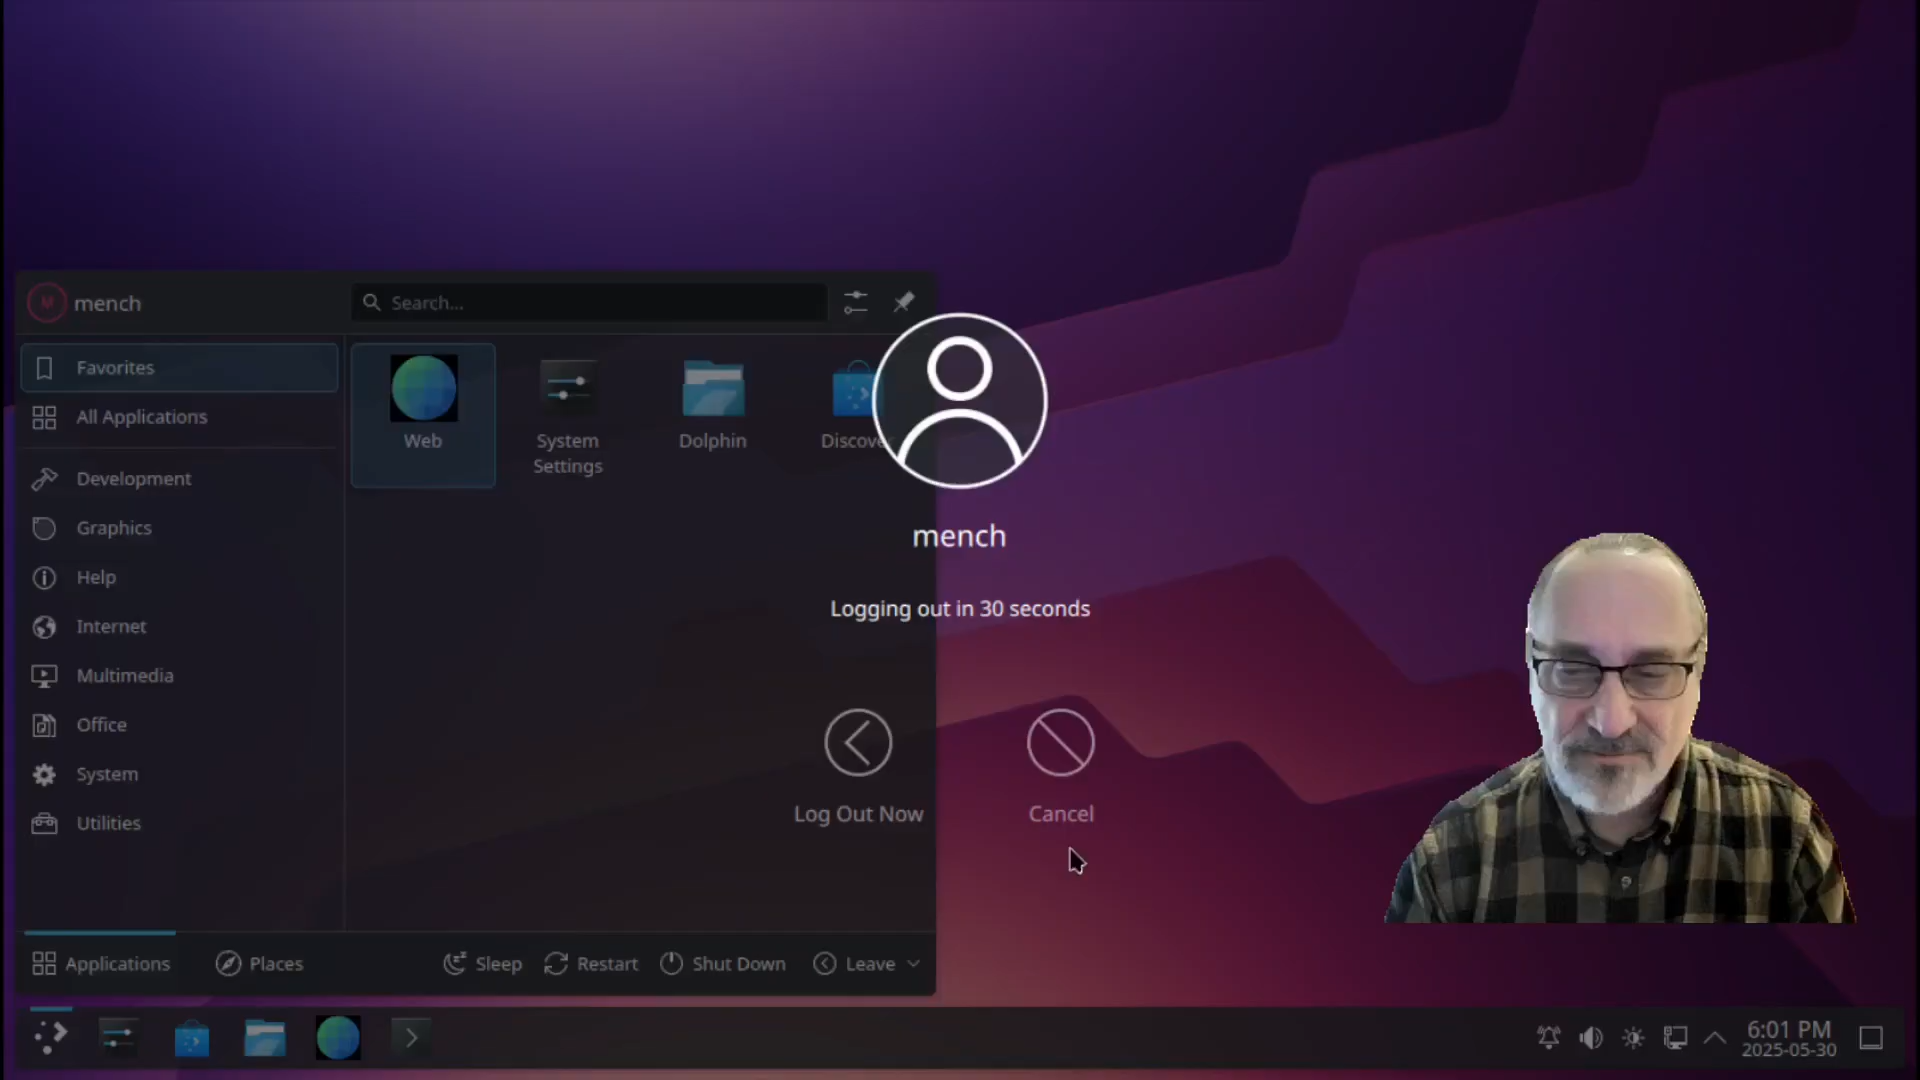 M
mench
Search...
Favorites
All Applications
Development
Graphics
Help
Internet
Multimedia
Office
System
Utilities
Web
System
Settings
Dolphin
Discover
mench
Logging out in 30 seconds
Log Out Now
Cancel
Applications
Places
Sleep
Restart
Shut Down
Leave
6:01 PM
2025-05-30